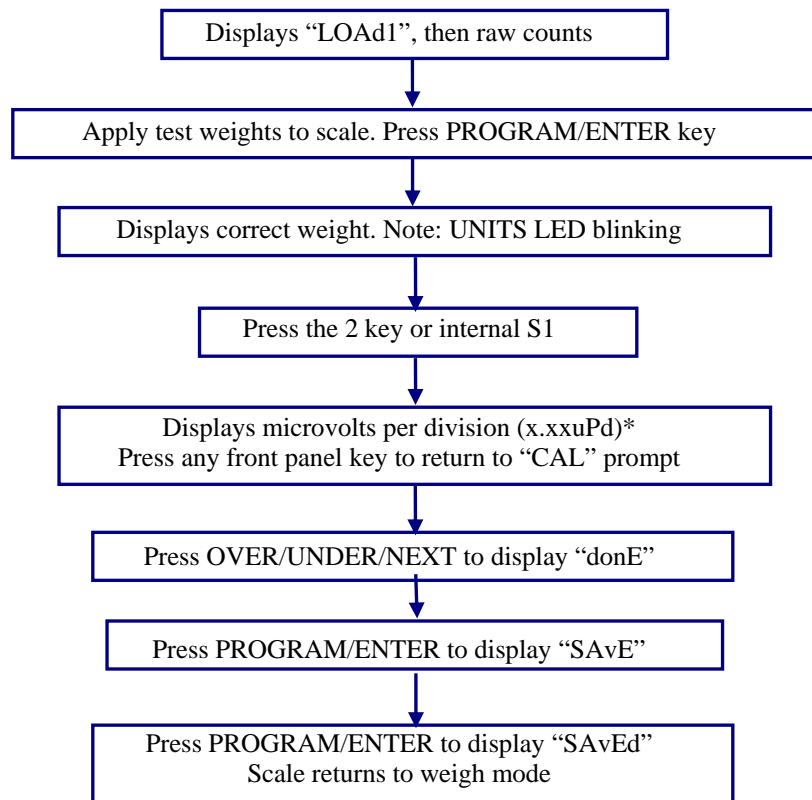 Displays “LOAd1”, then raw counts
Apply test weights to scale. Press PROGRAM/ENTER key
Displays correct weight. Note: UNITS LED blinking
Press the 2 key or internal S1
Displays microvolts per division (x.xxuPd)*
Press any front panel key to return to “CAL” prompt
Press OVER/UNDER/NEXT to display “donE”
Press PROGRAM/ENTER to display “SAvE”
Press PROGRAM/ENTER to display “SAvEd”
Scale returns to weigh mode